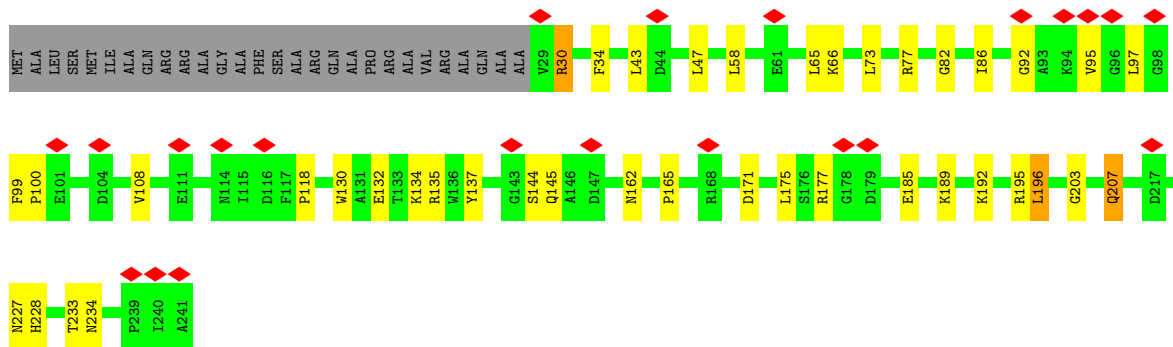 MET ALA LEU SER MET ILE ALA GLN ARG ARG ALA GLY ALA PHE SER ALA ARG GLN ALA PRO ARG ALA VAL ARG ALA GLN ALA ALA V29 R30 F34 L43 D44 L47 L58 E61 L65 K66 L73 R77 G82 I86 G92 A93 K94 V95 G96 L97 G98
F99 P100 E101 D104 V108 E111 N114 I115 D116 F117 P118 W130 A131 E132 T133 K134 R135 W136 Y137 G143 S144 Q145 A146 D147 N162 P165 R168 D171 L175 S176 R177 G178 D179 E185 K189 K192 R195 L196 G203 Q207 D217
N227 H228 T233 N234 P239 I240 A241